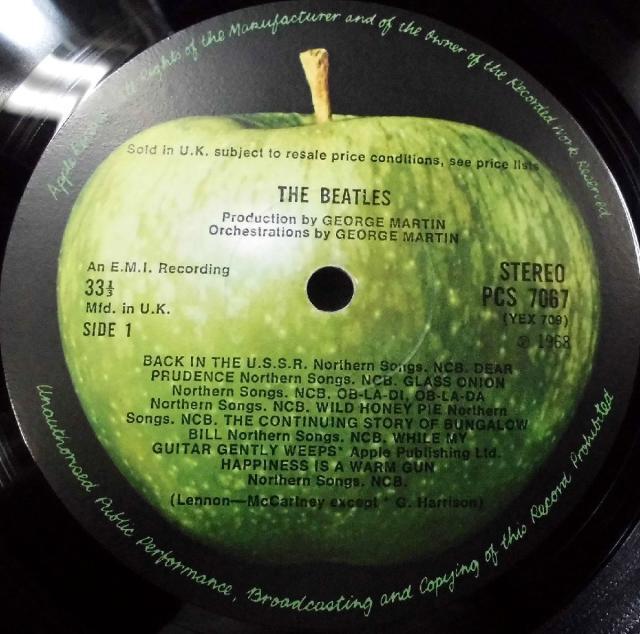 Apple Records All Rights of the Manufacturer and of the Owner of the Recorded Work Reserved
Sold in U.K. subject to resale price conditions, see price lists
THE BEATLES
Production by GEORGE MARTIN
Orchestrations by GEORGE MARTIN
An E.M.I. Recording
33⅓
Mfd. in U.K.
SIDE 1
STEREO
PCS 7067
(YEX 709)
℗ 1968
BACK IN THE U.S.S.R. Northern Songs. NCB. DEAR
PRUDENCE Northern Songs. NCB. GLASS ONION
Northern Songs. NCB. OB-LA-DI, OB-LA-DA
Northern Songs. NCB. WILD HONEY PIE Northern
Songs. NCB. THE CONTINUING STORY OF BUNGALOW
BILL Northern Songs. NCB. WHILE MY
GUITAR GENTLY WEEPS* Apple Publishing Ltd.
HAPPINESS IS A WARM GUN
Northern Songs. NCB.
(Lennon—McCartney except * G. Harrison)
Unauthorised Public Performance, Broadcasting and Copying of this Record Prohibited